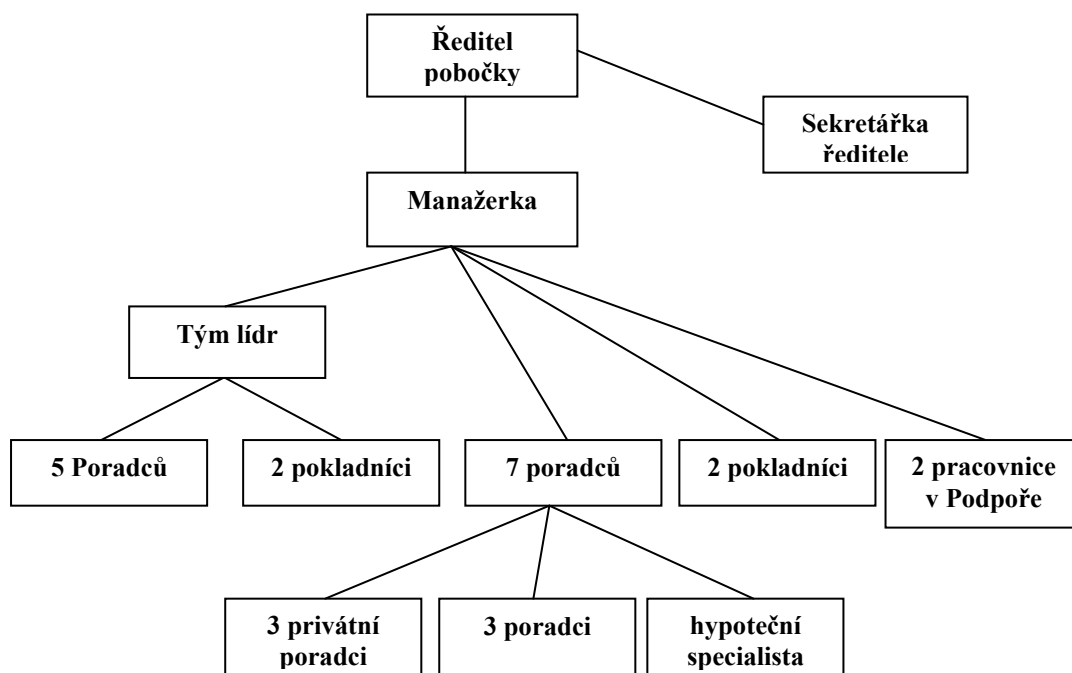 Ředitel
pobočky
Sekretářka
ředitele
Manažerka
Tým lídr
5 Poradců
2 pokladníci
7 poradců
2 pokladníci
2 pracovnice
v Podpoře
3 privátní
poradci
3 poradci
hypoteční
specialista